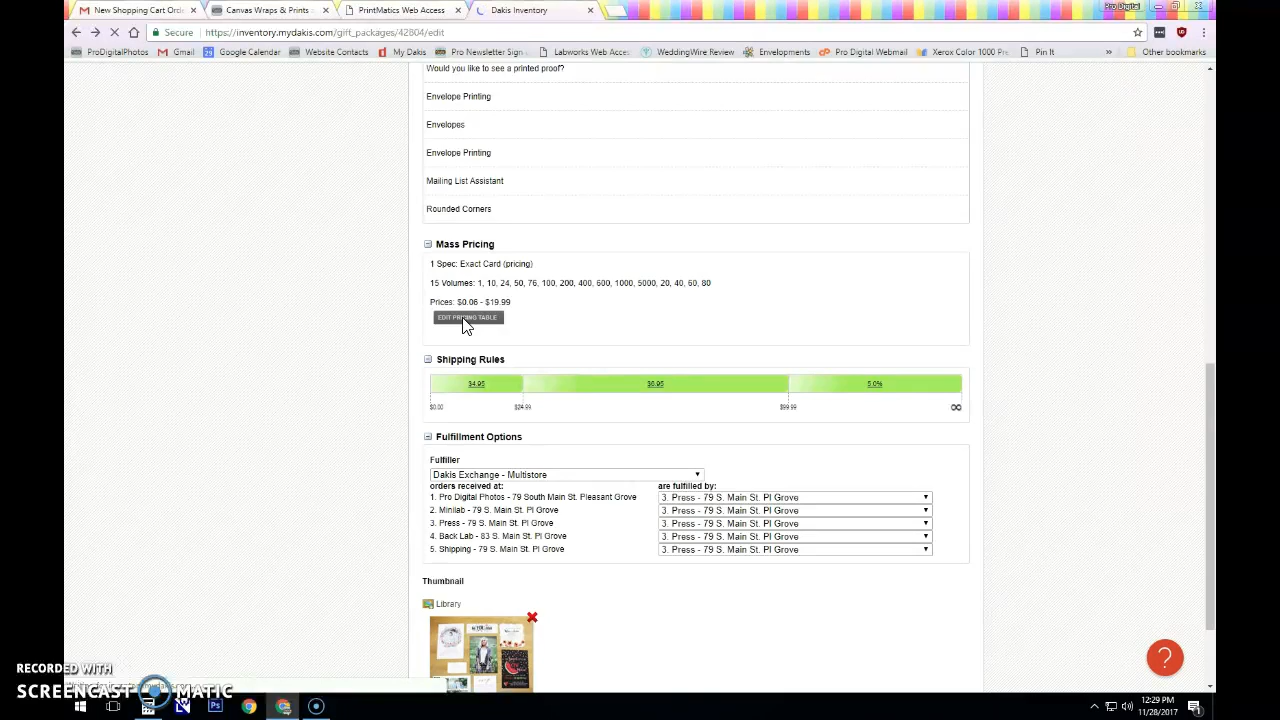 New Shopping Cart Orde
Canvas Wraps & Prints
PrintMatics Web Access
Dakis Inventory
Pro Digital
Secure
https://inventory.mydakis.com/gift_packages/42804/edit
ProDigitalPhotos
Gmail
Google Calendar
Website Contacts
My Dakis
Pro Newsletter Sign
Labworks Web Acces
WeddingWire Review
Envelopments
Pro Digital Webmail
Xerox Color 1000 Pre
Pin It
Other bookmarks
Would you like to see a printed proof?
Envelope Printing
Envelopes
Envelope Printing
Mailing List Assistant
Rounded Corners
Mass Pricing
1 Spec: Exact Card (pricing)
15 Volumes: 1, 10, 24, 50, 76, 100, 200, 400, 600, 1000, 5000, 20, 40, 60, 80
Prices: $0.06 - $19.99
EDIT PRICING TABLE
Shipping Rules
$4.95
$6.95
5.0%
$0.00
$24.99
$99.99
∞
Fulfillment Options
Fulfiller
Dakis Exchange - Multistore
orders received at:
are fulfilled by:
1. Pro Digital Photos - 79 South Main St. Pleasant Grove
3. Press - 79 S. Main St. Pl Grove
2. Minilab - 79 S. Main St. Pl Grove
3. Press - 79 S. Main St. Pl Grove
3. Press - 79 S. Main St. Pl Grove
3. Press - 79 S. Main St. Pl Grove
4. Back Lab - 83 S. Main St. Pl Grove
3. Press - 79 S. Main St. Pl Grove
5. Shipping - 79 S. Main St. Pl Grove
3. Press - 79 S. Main St. Pl Grove
Thumbnail
Library
?
RECORDED WITH
SCREENCAST MATIC
12:29 PM
11/28/2017